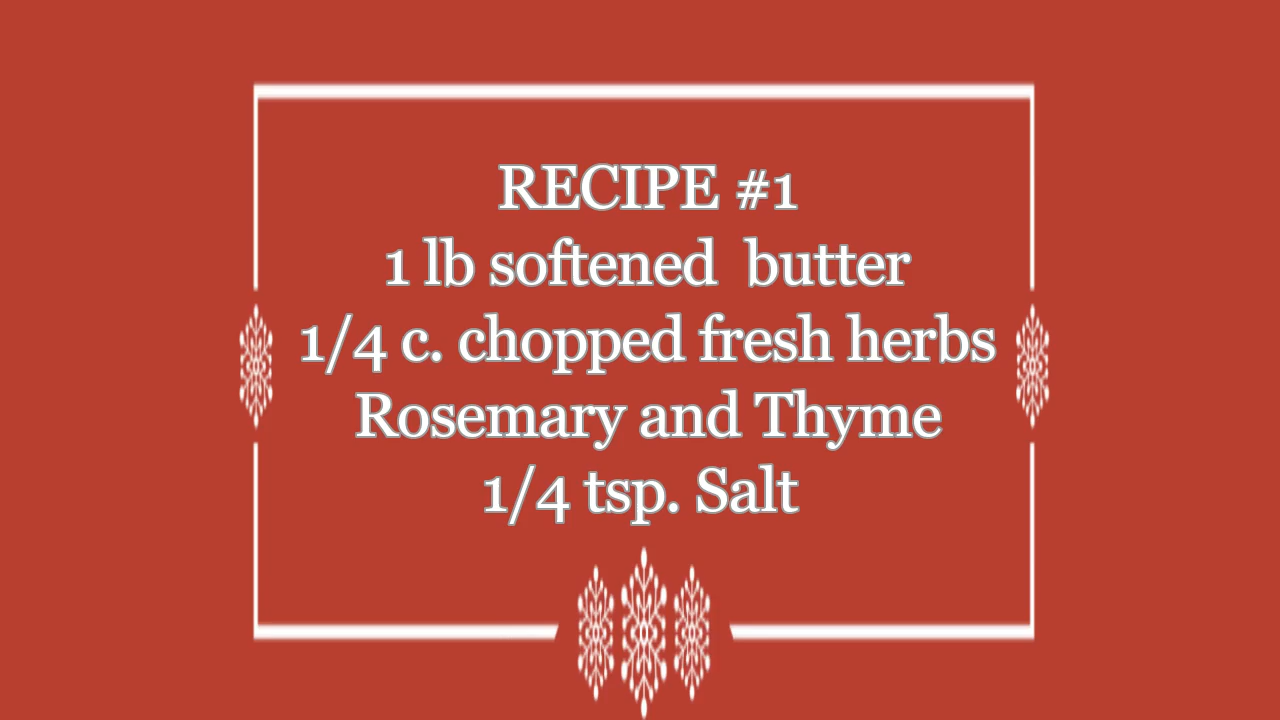 RECIPE #1
1 lb softened  butter
1/4 c. chopped fresh herbs
Rosemary and Thyme
1/4 tsp. Salt